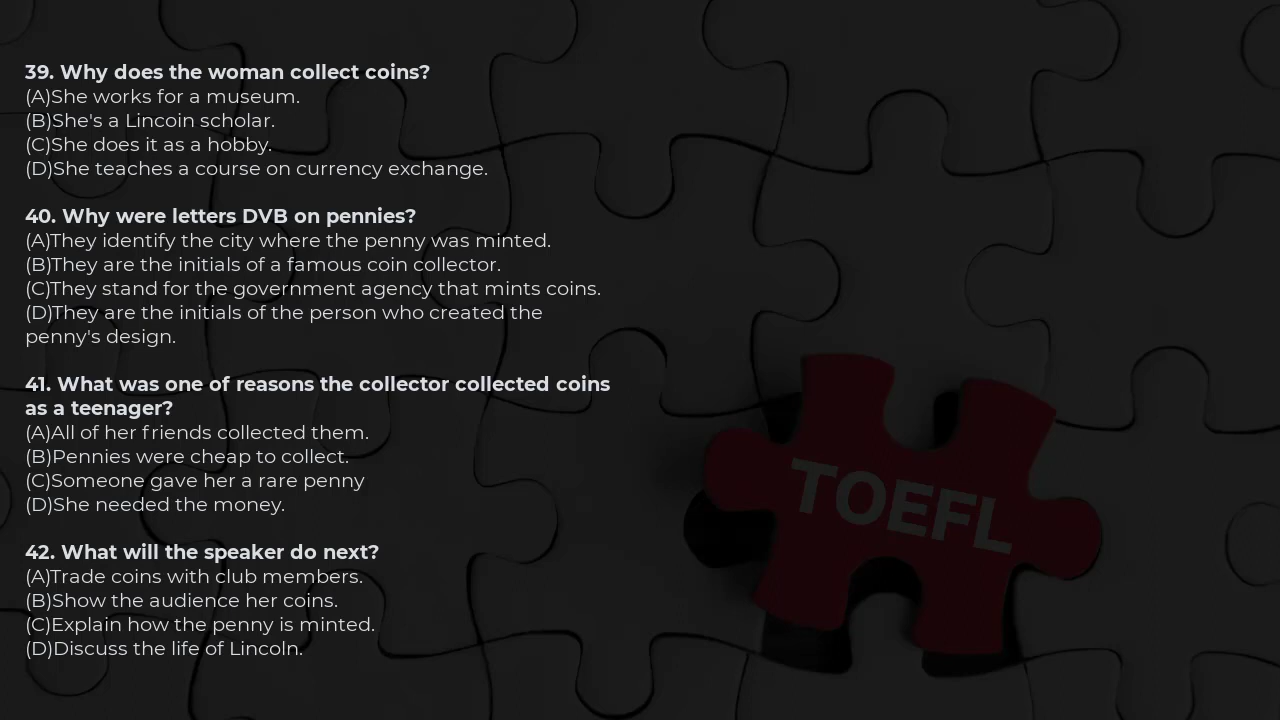 39. Why does the woman collect coins?
(A)She works for a museum.
(B)She's a Lincoin scholar.
(C)She does it as a hobby.
(D)She teaches a course on currency exchange.
40. Why were letters DVB on pennies?
(A)They identify the city where the penny was minted.
(B)They are the initials of a famous coin collector.
(C)They stand for the government agency that mints coins.
(D)They are the initials of the person who created the
penny's design.
41. What was one of reasons the collector collected coins
as a teenager?
(A)All of her friends collected them.
(B)Pennies were cheap to collect.
(C)Someone gave her a rare penny
(D)She needed the money.
42. What will the speaker do next?
(A)Trade coins with club members.
(B)Show the audience her coins.
(C)Explain how the penny is minted.
(D)Discuss the life of Lincoln.
TOEFL